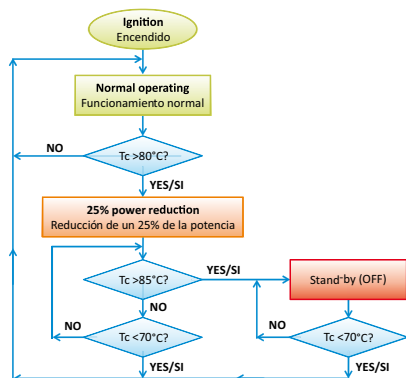 Ignition
Encendido
Normal operating
Funcionamiento normal
Tc >80°C?
NO
YES/SI
25% power reduction
Reducción de un 25% de la potencia
Tc >85°C?
YES/SI
NO
Stand-by (OFF)
Tc <70°C?
NO
YES/SI
Tc <70°C?
NO
YES/SI